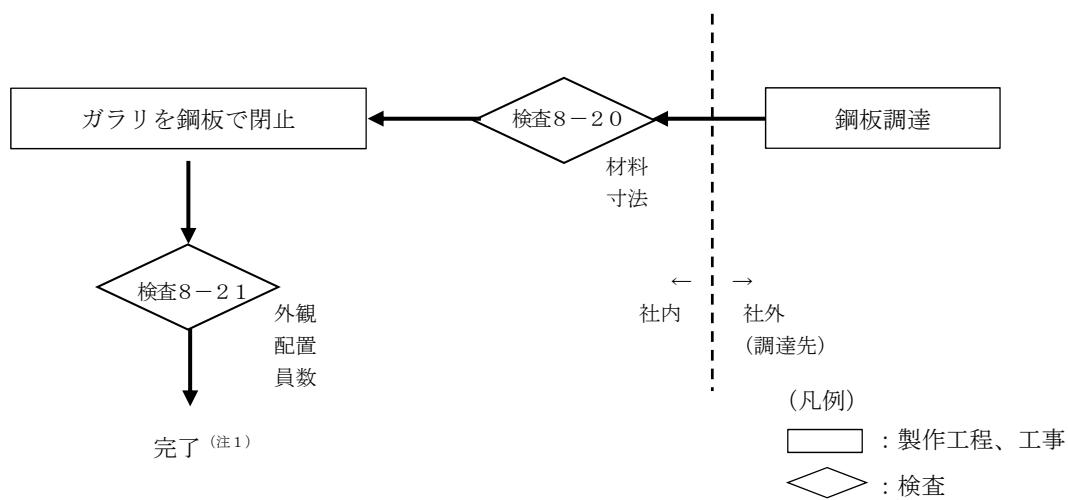 ガラリを鋼板で閉止
検査8－20
鋼板調達
材料
寸法
検査8－21
外観
配置
員数
← →
社内 社外
(調達先)
完了（注1）
(凡例)
：製作工程、工事
：検査